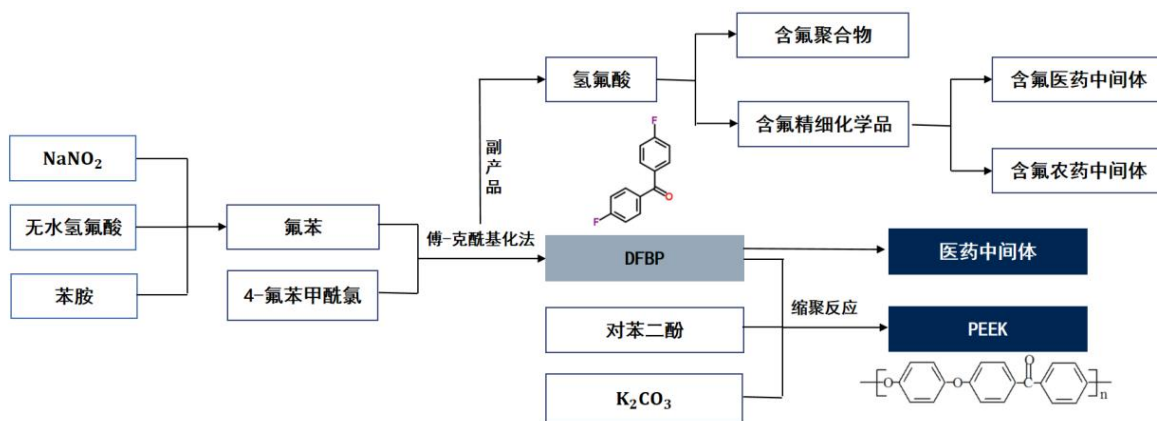 含氟聚合物
氢氟酸
含氟医药中间体
含氟精细化学品
副产品
F
NaNO₂
含氟农药中间体
O
F
无水氢氟酸
氟苯
傅-克酰基化法
DFBP
医药中间体
苯胺
4-氟苯甲酰氯
缩聚反应
对苯二酚
PEEK
O
O
O
C
n
K₂CO₃